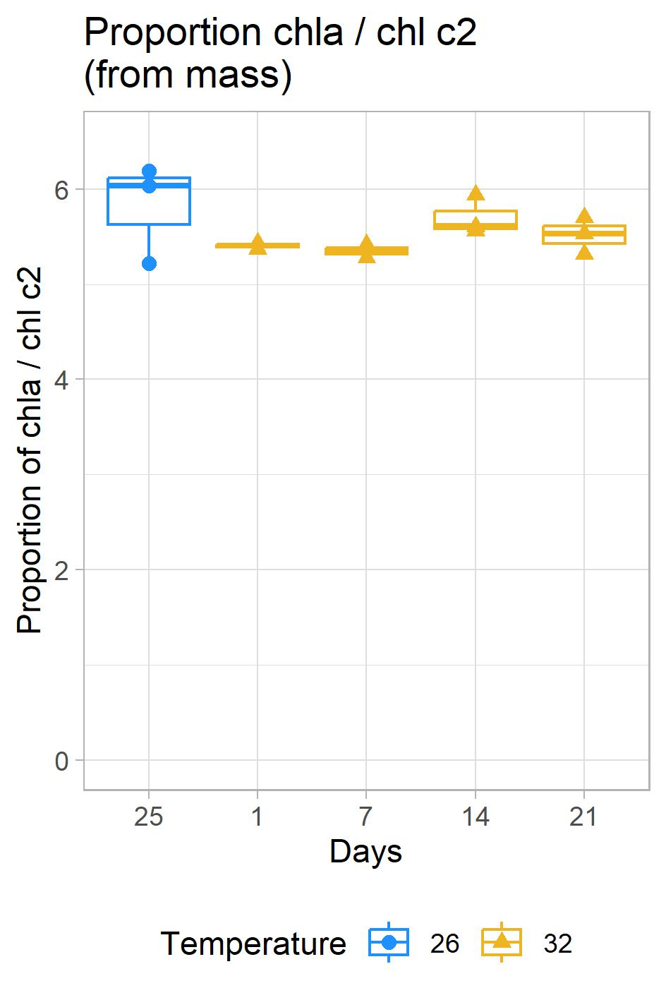 Proportion chla / chl c2
(from mass)
Proportion of chla / chl c2
6
4
2
0
25 1 7 14 21
Days
Temperature 26 32